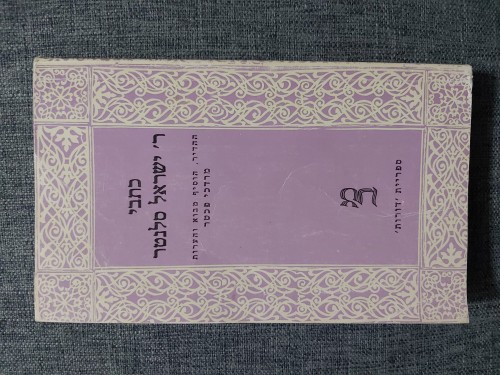 כתבי
ר' ישראל סלנטר
ההדיר, הוסיף מבוא והערות
מרדכי פכטר
ספריית 'דורות'